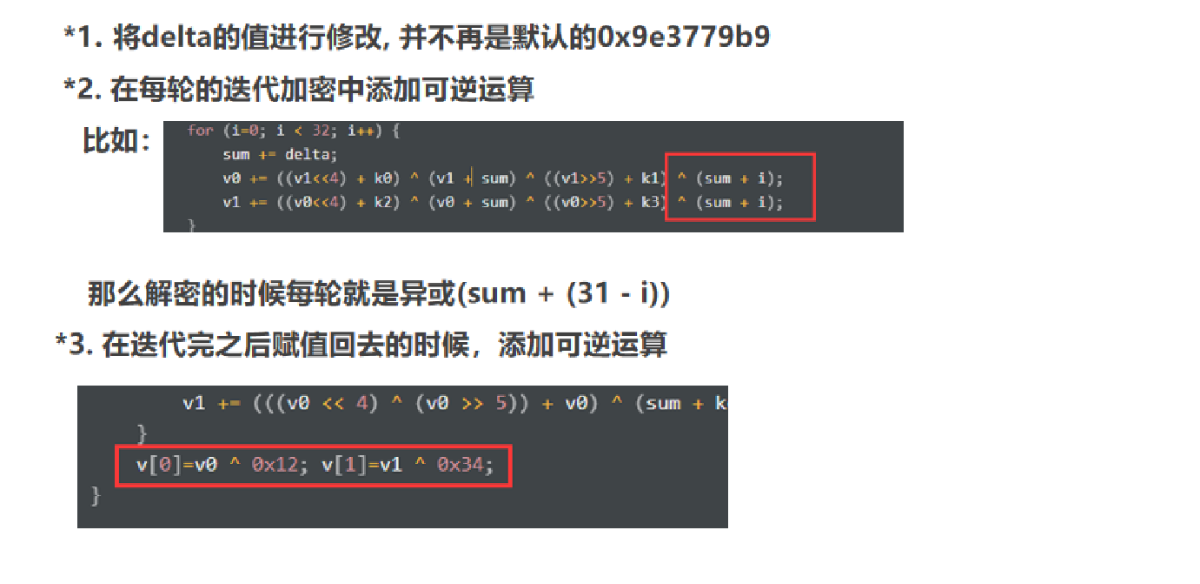 *1. 将delta的值进行修改, 并不再是默认的0x9e3779b9
*2. 在每轮的迭代加密中添加可逆运算
比如：
for (i=0; i < 32; i++) {
sum += delta;
v0 += ((v1<<4) + k0) ^ (v1 + sum) ^ ((v1>>5) + k1) ^ (sum + i);
v1 += ((v0<<4) + k2) ^ (v0 + sum) ^ ((v0>>5) + k3) ^ (sum + i);
}
那么解密的时候每轮就是异或(sum + (31 - i))
*3. 在迭代完之后赋值回去的时候，添加可逆运算
v1 += (((v0 << 4) ^ (v0 >> 5)) + v0) ^ (sum + k
}
v[0]=v0 ^ 0x12; v[1]=v1 ^ 0x34;
}